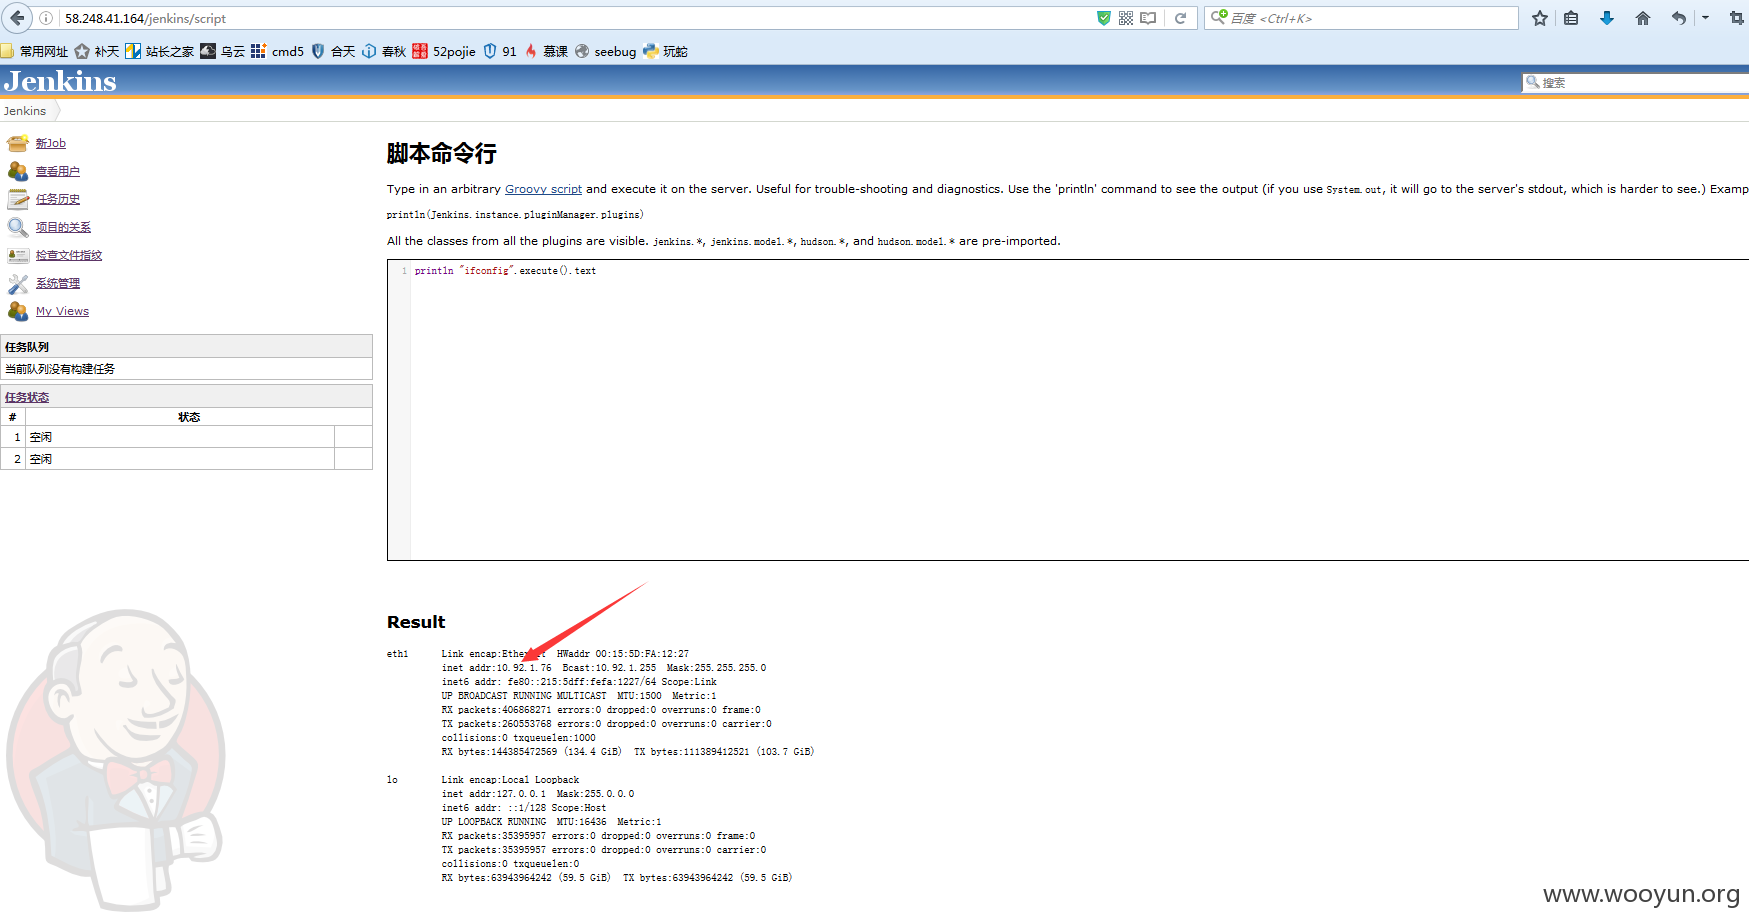 58.248.41.164/jenkins/script
百度 <Ctrl+K>
常用网址 补天 站长之家 乌云 cmd5 合天 春秋 52pojie 91 慕课 seebug 玩蛇
Jenkins
搜索
Jenkins
新Job
查看用户
任务历史
项目的关系
检查文件指纹
系统管理
My Views
任务队列
当前队列没有构建任务
任务状态
# 状态
1 空闲
2 空闲
脚本命令行
Type in an arbitrary Groovy script and execute it on the server. Useful for trouble-shooting and diagnostics. Use the 'println' command to see the output (if you use System.out, it will go to the server's stdout, which is harder to see.) Examp
println(Jenkins.instance.pluginManager.plugins)
All the classes from all the plugins are visible. jenkins.*, jenkins.model.*, hudson.*, and hudson.model.* are pre-imported.
1 println "ifconfig".execute().text
Result
eth1 Link encap:Ethernet HWaddr 00:15:5D:FA:12:27
inet addr:10.92.1.76 Bcast:10.92.1.255 Mask:255.255.255.0
inet6 addr: fe80::215:5dff:fefa:1227/64 Scope:Link
UP BROADCAST RUNNING MULTICAST MTU:1500 Metric:1
RX packets:406868271 errors:0 dropped:0 overruns:0 frame:0
TX packets:260553768 errors:0 dropped:0 overruns:0 carrier:0
collisions:0 txqueuelen:1000
RX bytes:144385472569 (134.4 GiB) TX bytes:111389412521 (103.7 GiB)
lo Link encap:Local Loopback
inet addr:127.0.0.1 Mask:255.0.0.0
inet6 addr: ::1/128 Scope:Host
UP LOOPBACK RUNNING MTU:16436 Metric:1
RX packets:35395957 errors:0 dropped:0 overruns:0 frame:0
TX packets:35395957 errors:0 dropped:0 overruns:0 carrier:0
collisions:0 txqueuelen:0
RX bytes:63943964242 (59.5 GiB) TX bytes:63943964242 (59.5 GiB)
www.wooyun.org